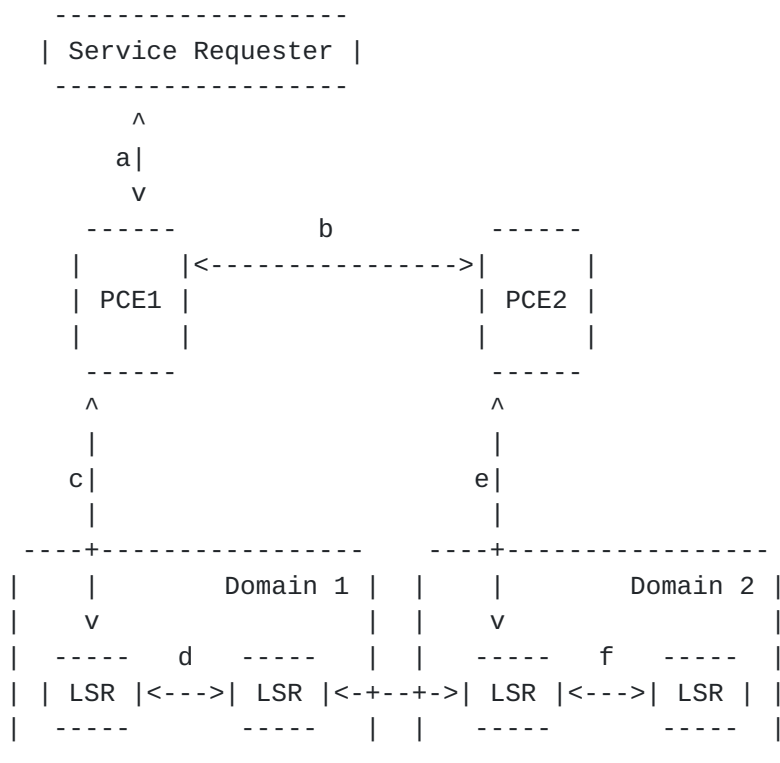 Service Requester
a
b
PCE1 PCE2
c e
Domain 1 Domain 2
d f
LSR LSR LSR LSR